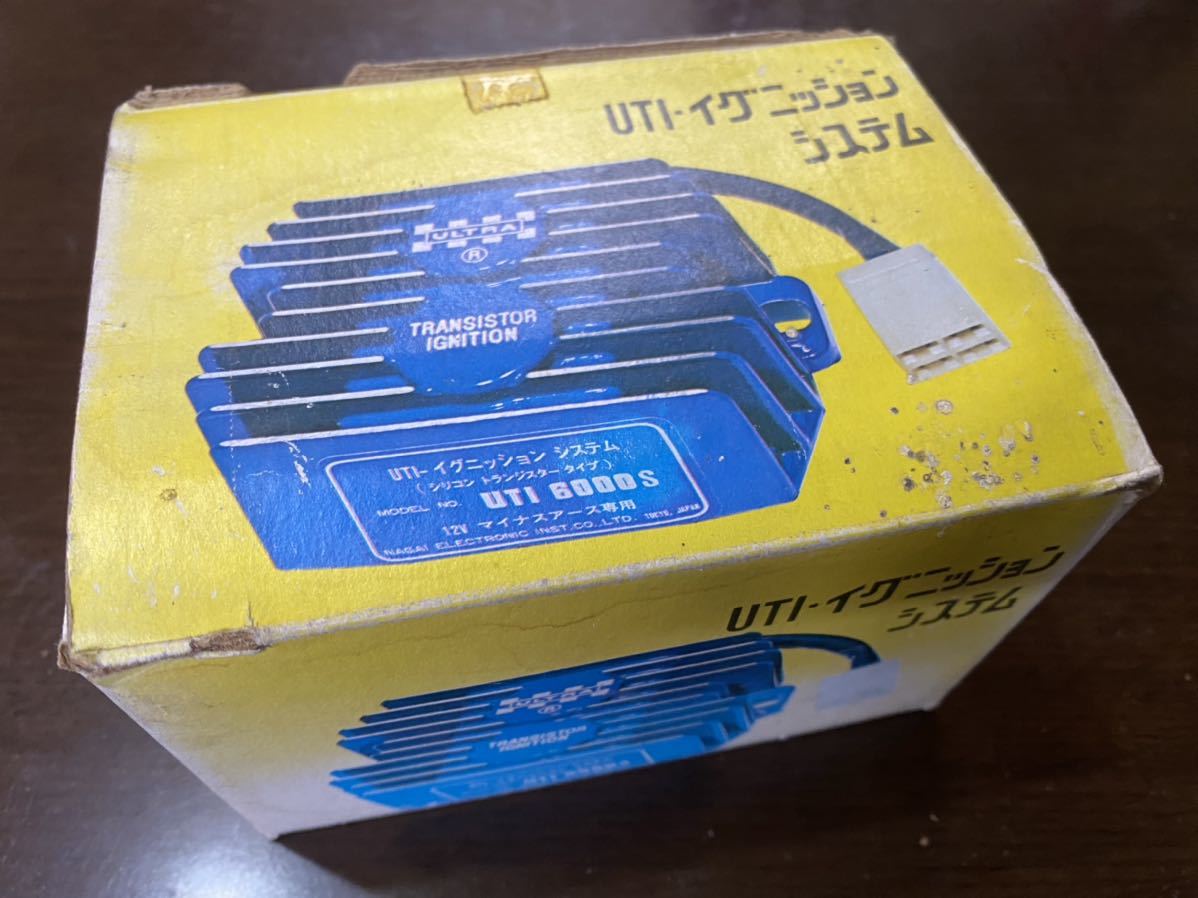 UTI-イグニッション
システム
ULTRA
®
TRANSISTOR
IGNITION
UTI-イグニッション システム
( シリコン トランジスタータイプ )
MODEL NO. UTI 6000S
12V マイナスアース専用
NAGAI ELECTRONIC INST.CO.,LTD. TOKYO, JAPAN
UTI-イグニッション
システム
ULTRA
®
TRANSISTOR
IGNITION